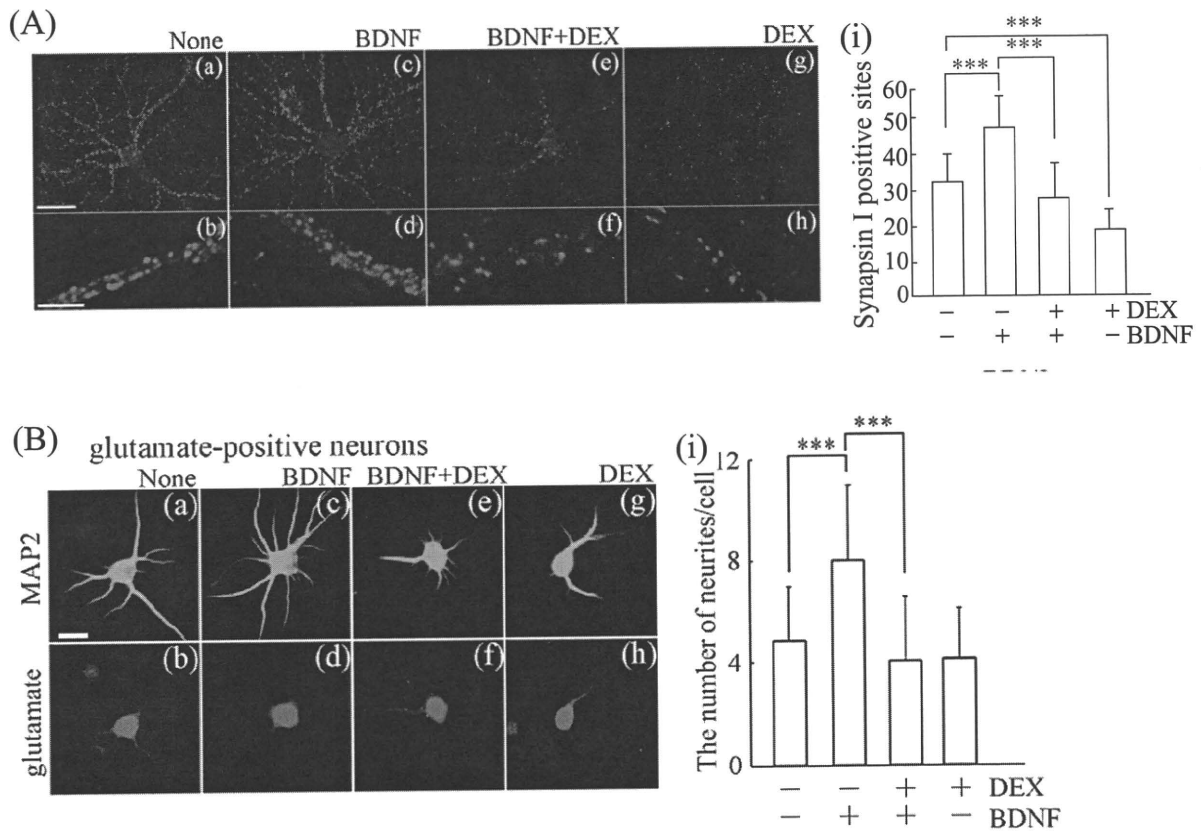 (A)
None BDNF BDNF+DEX DEX
(a) (c) (e) (g)
(b) (d) (f) (h)
(i)
*** 
*** ***
Synapsin I positive sites
60
50
40
30
20
10
0
− − + + DEX
− + + − BDNF
(B) glutamate-positive neurons
None BDNF BDNF+DEX DEX
MAP2
(a) (c) (e) (g)
glutamate
(b) (d) (f) (h)
(i)
*** ***
The number of neurites/cell
12
8
4
0
− − + + DEX
− + + − BDNF